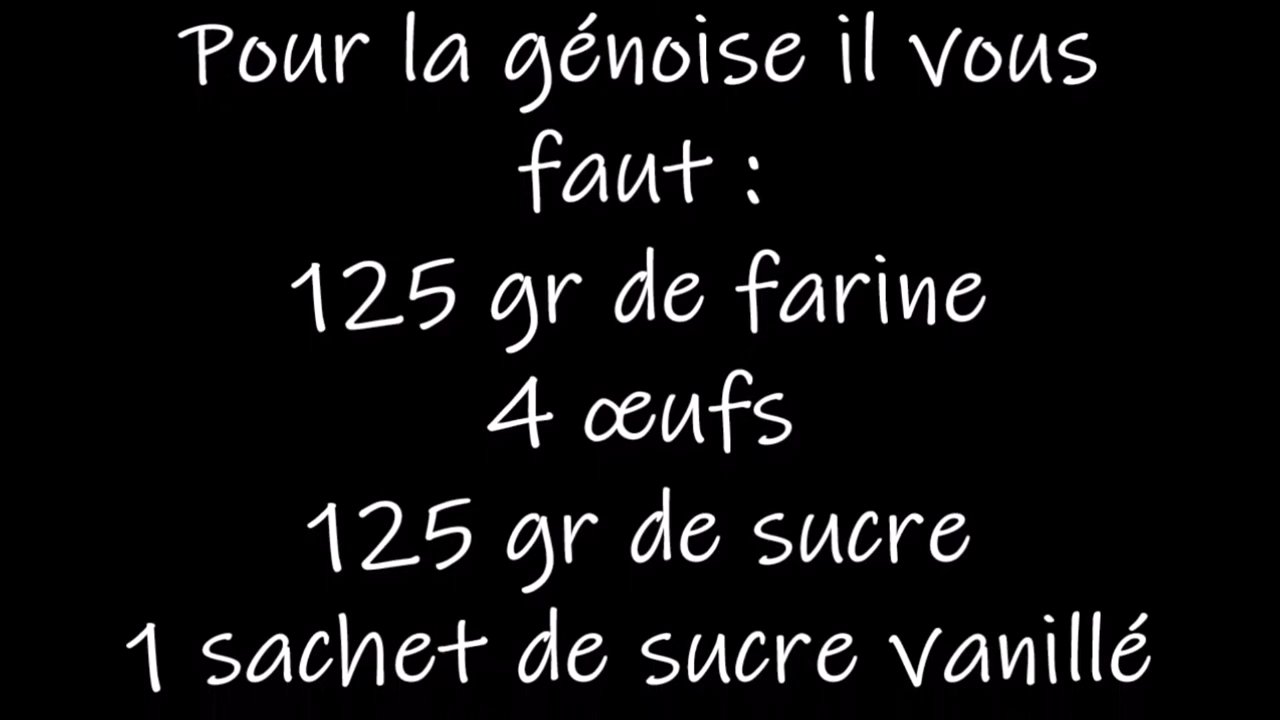 Pour la génoise il vous
faut :
125 gr de farine
4 œufs
125 gr de sucre
1 sachet de sucre vanillé